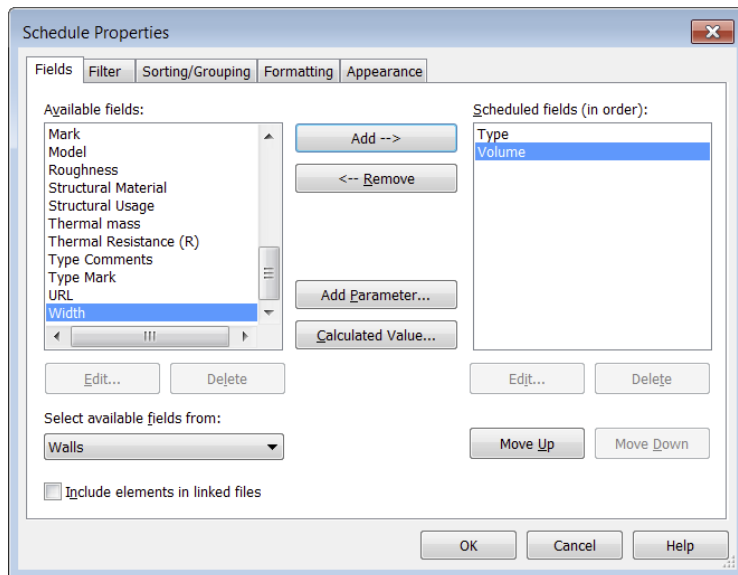 Schedule Properties
Fields Filter Sorting/Grouping Formatting Appearance
Available fields:
Mark
Model
Roughness
Structural Material
Structural Usage
Thermal mass
Thermal Resistance (R)
Type Comments
Type Mark
URL
Width
Edit... Delete
Select available fields from:
Walls
Include elements in linked files
Add -->
<-- Remove
Add Parameter...
Calculated Value...
Scheduled fields (in order):
Type
Volume
Edit... Delete
Move Up Move Down
OK Cancel Help